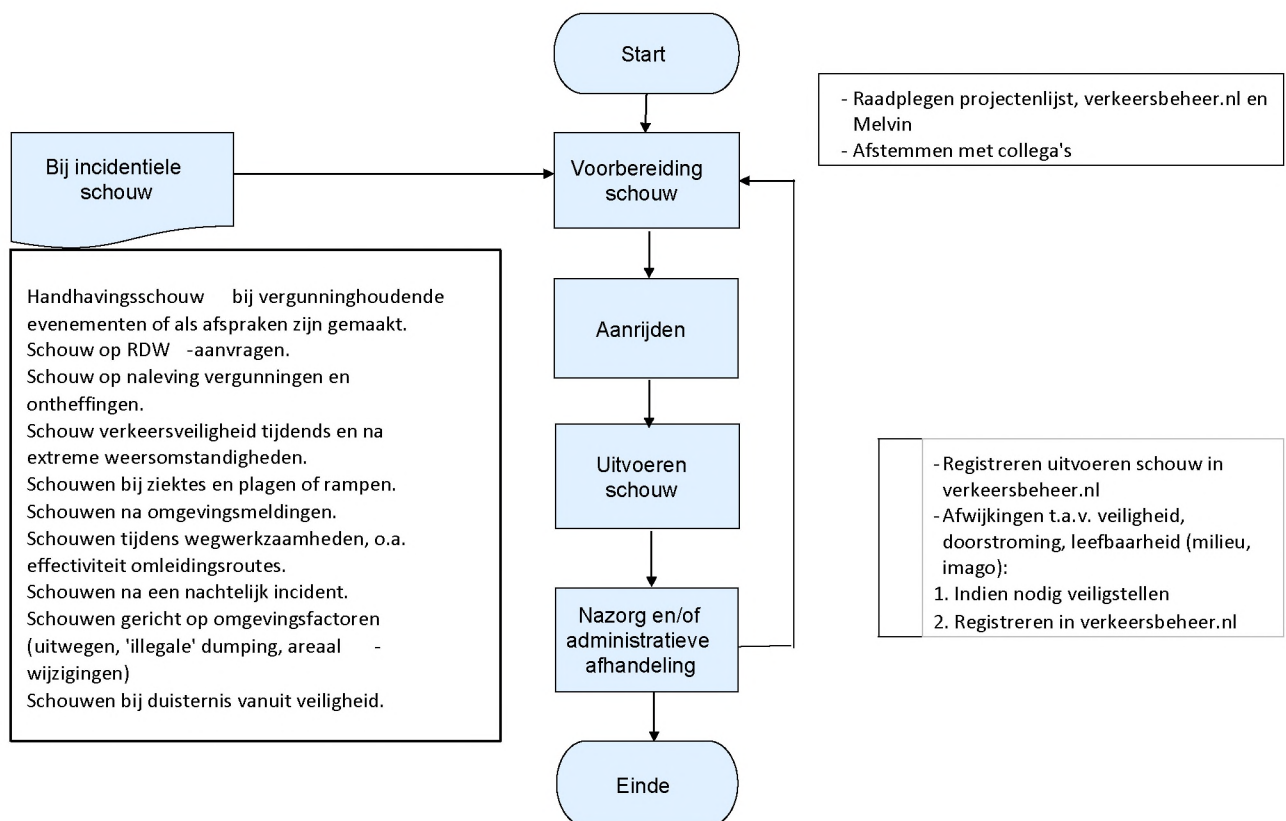 Start
- Raadplegen projectenlijst, verkeersbeheer.nl en
Melvin
- Afstemmen met collega's
Bij incidentiele
schouw
Voorbereiding
schouw
Handhavingsschouw bij vergunninghoudende
evenementen of als afspraken zijn gemaakt.
Schouw op RDW -aanvragen.
Schouw op naleving vergunningen en
ontheffingen.
Schouw verkeersveiligheid tijdends en na
extreme weersomstandigheden.
Schouwen bij ziektes en plagen of rampen.
Schouwen na omgevingsmeldingen.
Schouwen tijdens wegwerkzaamheden, o.a.
effectiviteit omleidingsroutes.
Schouwen na een nachtelijk incident.
Schouwen gericht op omgevingsfactoren
(uitwegen, 'illegale' dumping, areaal -
wijzigingen)
Schouwen bij duisternis vanuit veiligheid.
Aanrijden
Uitvoeren
schouw
- Registreren uitvoeren schouw in
verkeersbeheer.nl
- Afwijkingen t.a.v. veiligheid,
doorstroming, leefbaarheid (milieu,
imago):
1. Indien nodig veiligstellen
2. Registreren in verkeersbeheer.nl
Nazorg en/of
administratieve
afhandeling
Einde